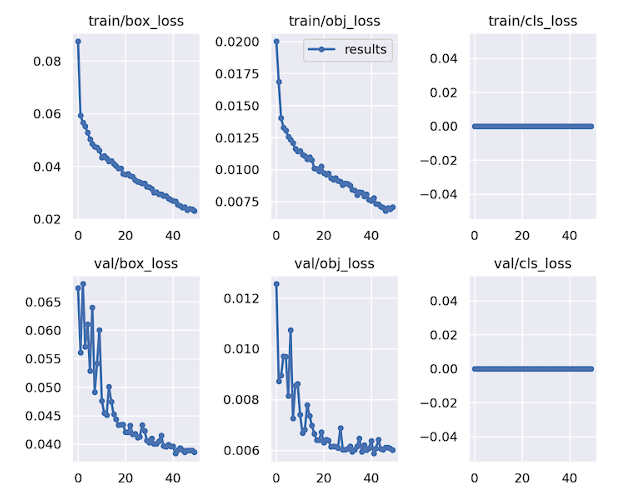 train/box_loss
train/obj_loss
train/cls_loss
results
0.08
0.06
0.04
0.02
0 20 40
0.0200
0.0175
0.0150
0.0125
0.0100
0.0075
0 20 40
0.04
0.02
0.00
−0.02
−0.04
0 20 40
val/box_loss
val/obj_loss
val/cls_loss
0.065
0.060
0.055
0.050
0.045
0.040
0 20 40
0.012
0.010
0.008
0.006
0 20 40
0.04
0.02
0.00
−0.02
−0.04
0 20 40